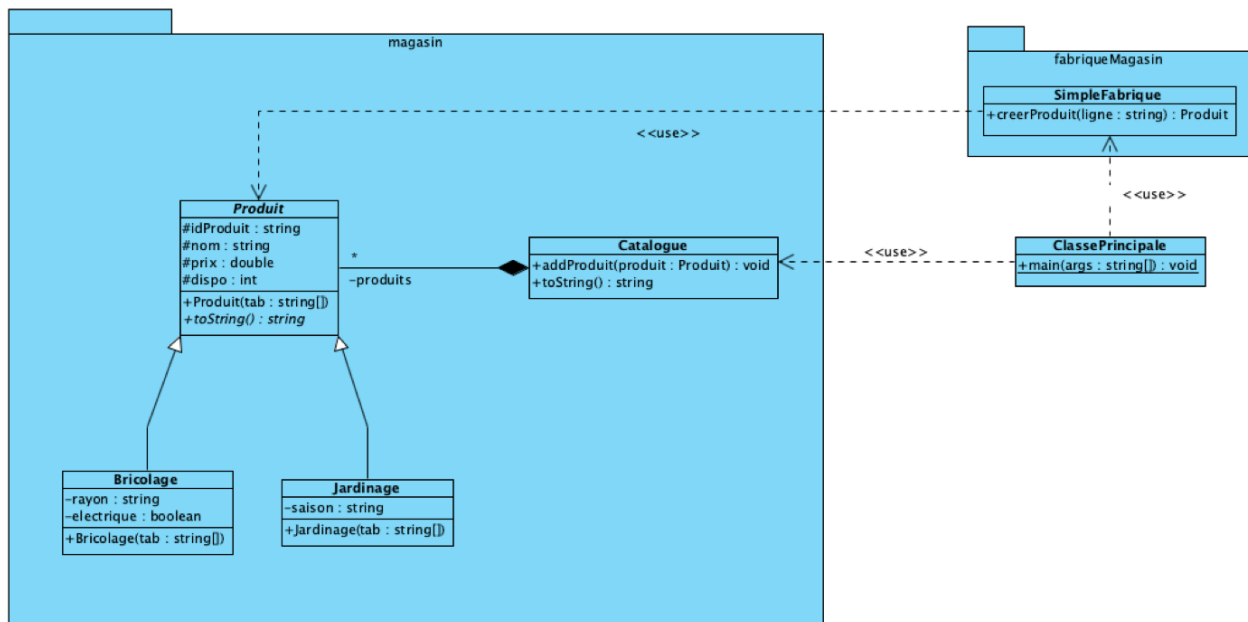 magasin
fabriqueMagasin
SimpleFabrique
+creerProduit(ligne : string) : Produit
<<use>>
<<use>>
Produit
#idProduit : string
#nom : string
#prix : double
#dispo : int
+Produit(tab : string[])
+toString() : string
*
-produits
Catalogue
+addProduit(produit : Produit) : void
+toString() : string
<<use>>
ClassePrincipale
+main(args : string[]) : void
Bricolage
-rayon : string
-electrique : boolean
+Bricolage(tab : string[])
Jardinage
-saison : string
+Jardinage(tab : string[])